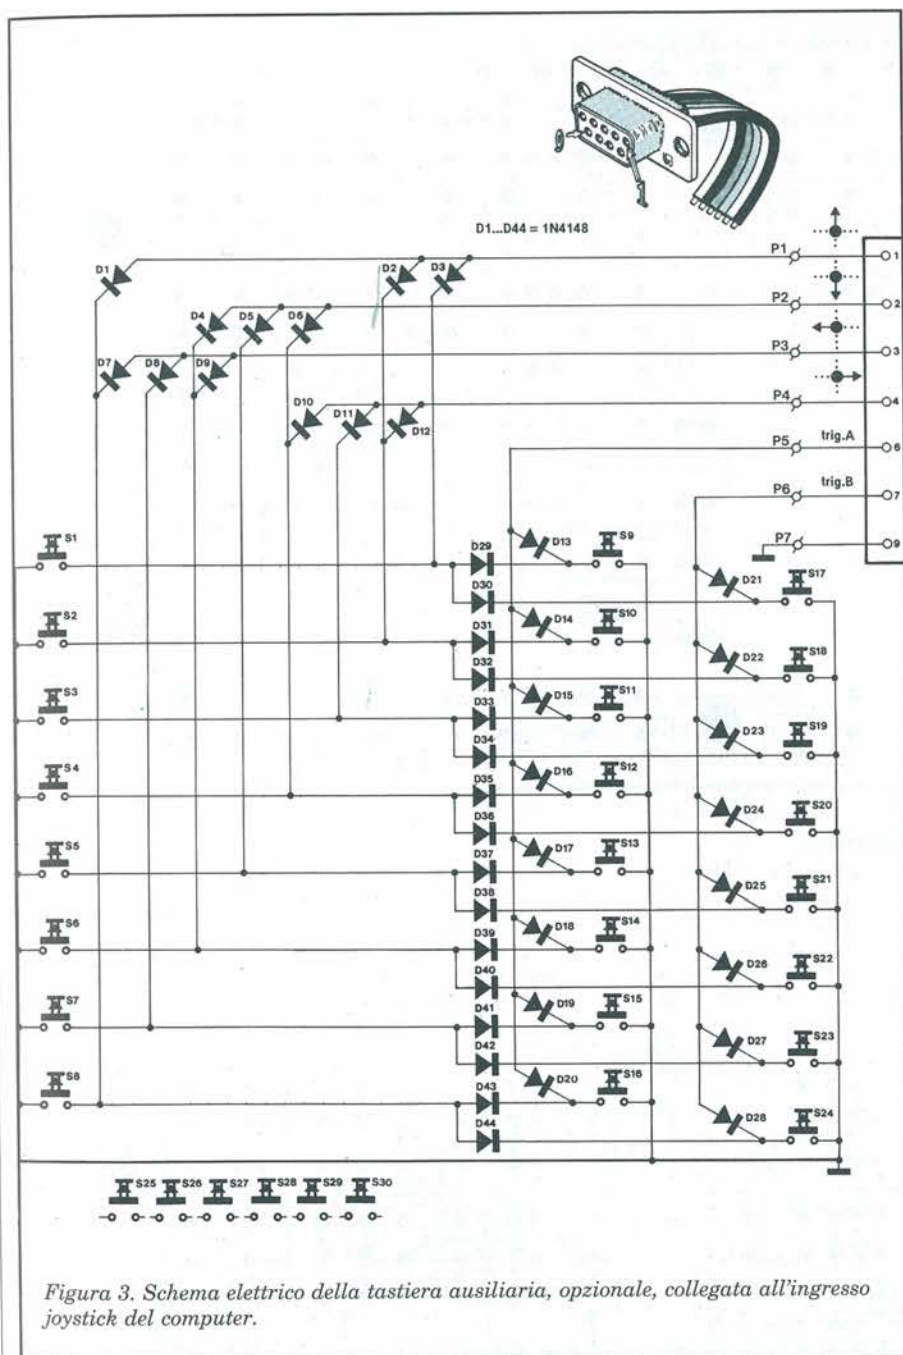 9
1
D1...D44 = 1N4148
P1
1
D1
D2
D3
P2
2
D4
D5
D6
P3
3
D7
D8
D9
P4
4
D10
D11
D12
P5
trig.A
6
P6
trig.B
7
P7
9
S1
D29
D13
S9
D30
D21
S17
S2
D31
D14
S10
D32
D22
S18
S3
D33
D15
S11
D34
D23
S19
S4
D35
D16
S12
D36
D24
S20
S5
D37
D17
S13
D38
D25
S21
S6
D39
D18
S14
D40
D26
S22
S7
D41
D19
S15
D42
D27
S23
S8
D43
D20
S16
D44
D28
S24
S25 S26 S27 S28 S29 S30
Figura 3. Schema elettrico della tastiera ausiliaria, opzionale, collegata all'ingresso
joystick del computer.